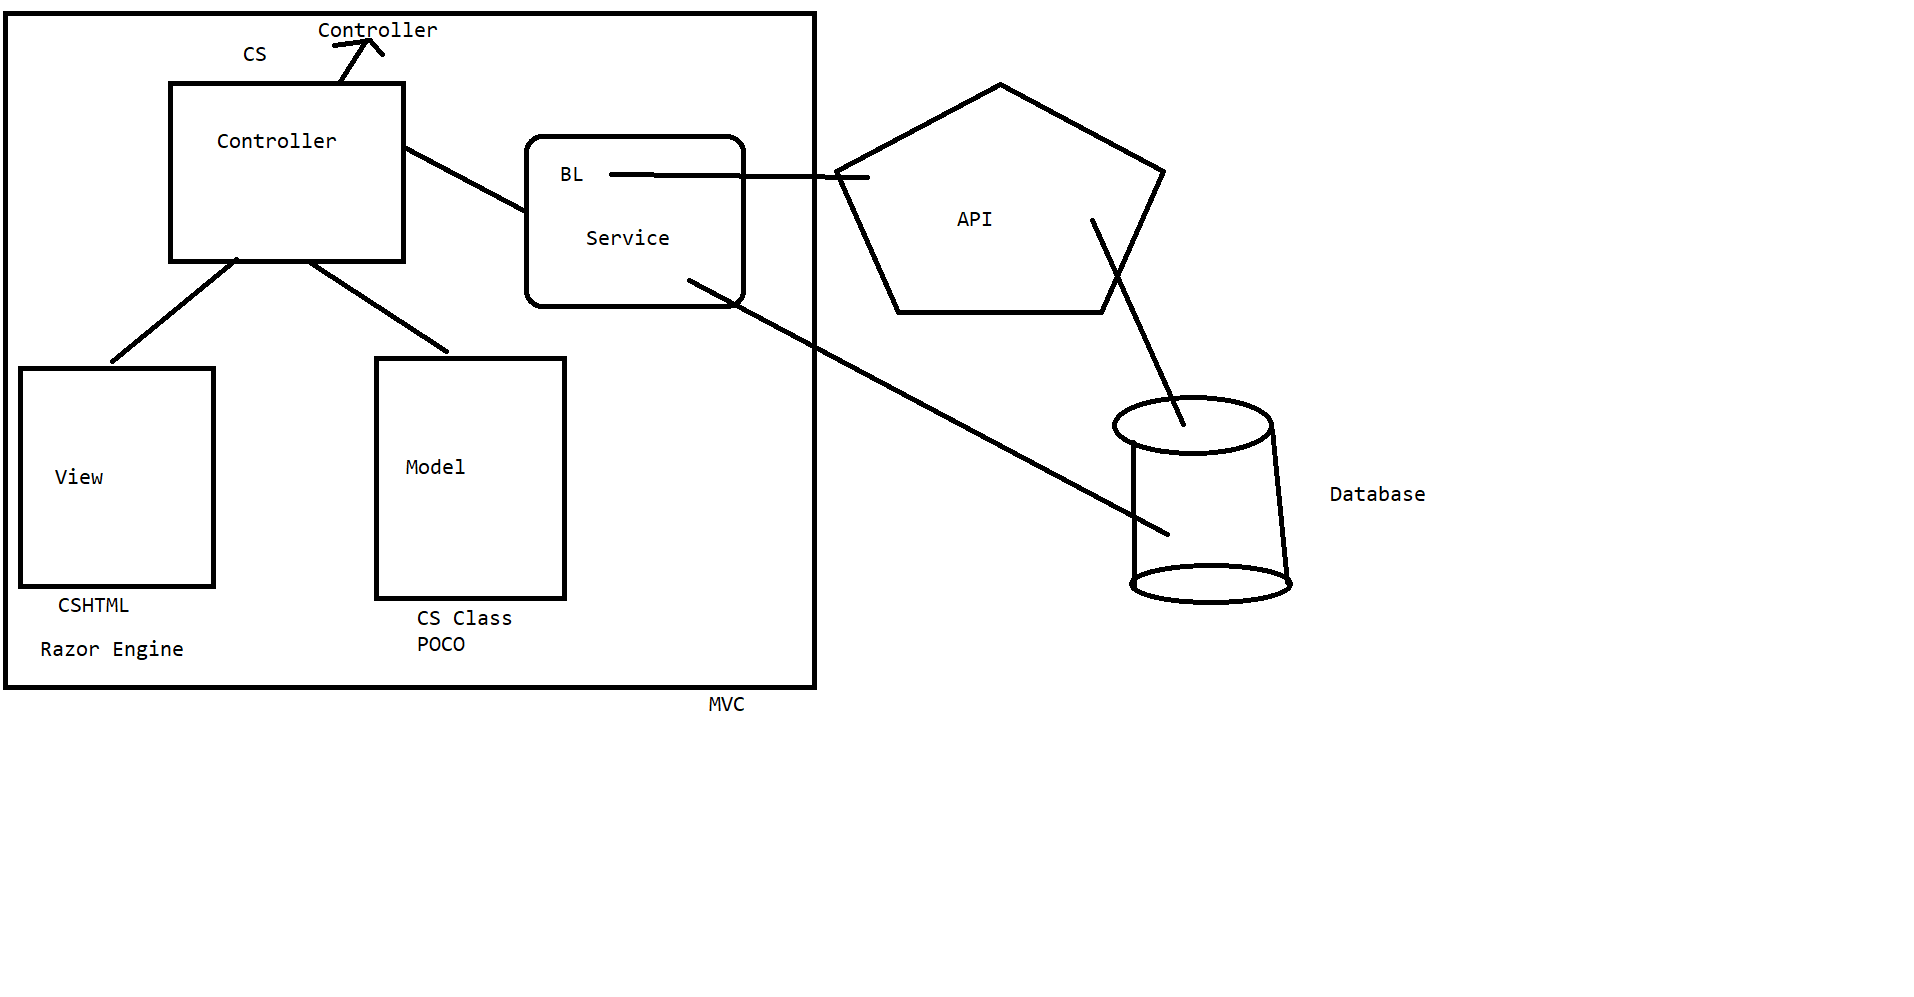 Controller
CS
Controller
BL
Service
API
View
Model
Database
CSHTML
Razor Engine
CS Class
POCO
MVC